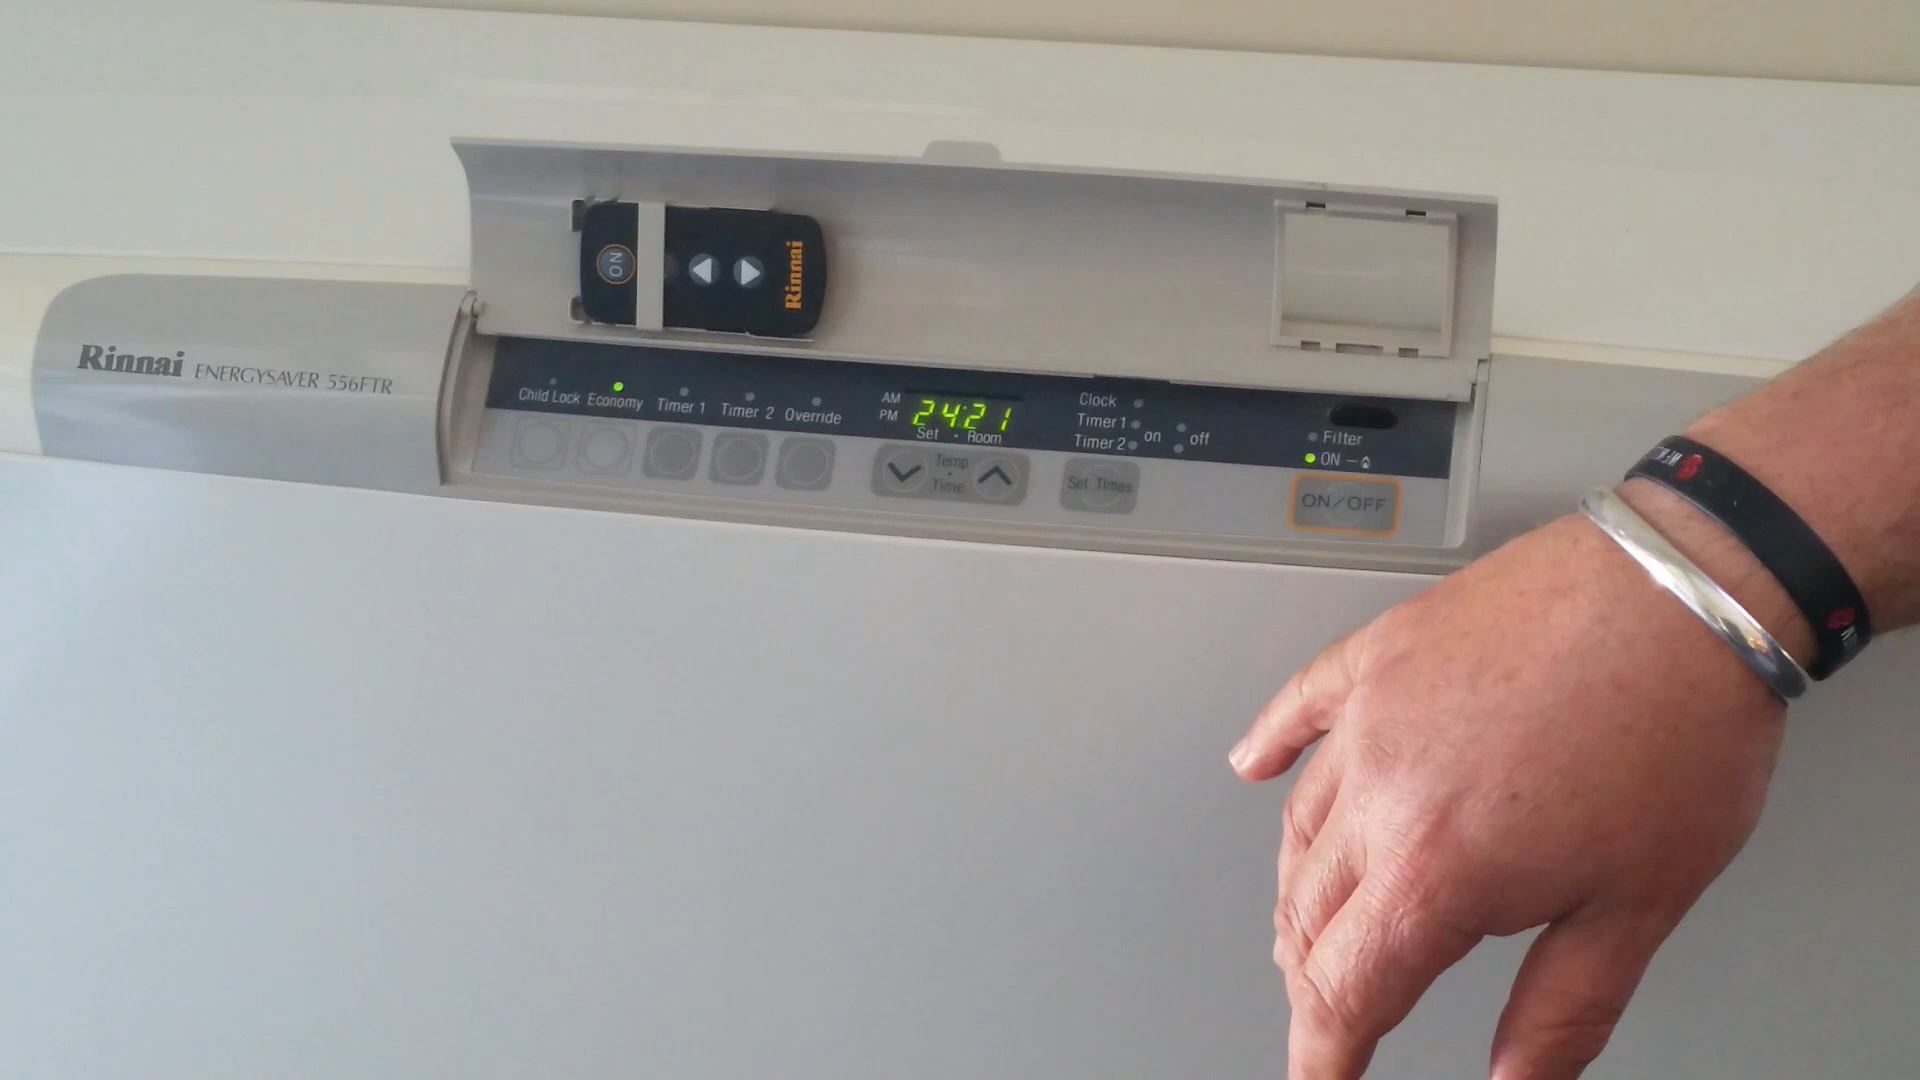 ON
Rinnai
Rinnai ENERGYSAVER 556FTR
Child Lock Economy Timer 1 Timer 2 Override
AM
PM
24:21
Set · Room
Clock
Timer 1
Timer 2
on
off
Filter
ON
Temp
Time
Set Times
ON/OFF